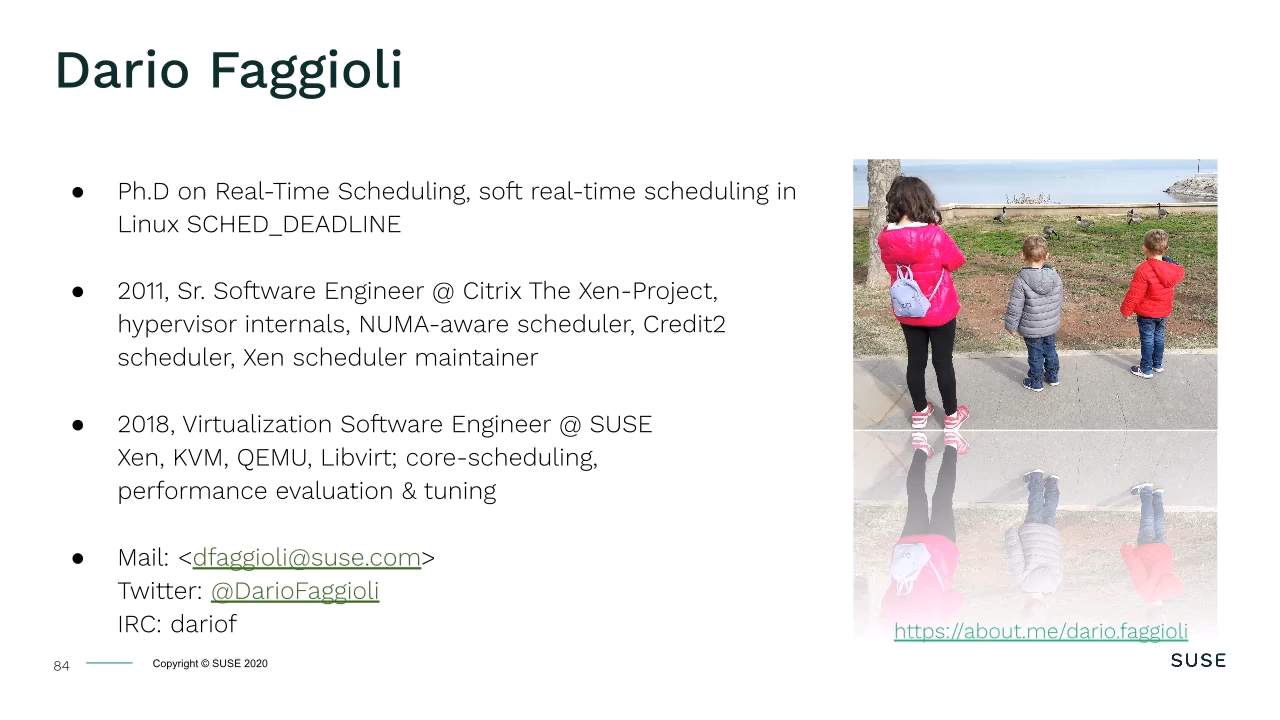 Dario Faggioli
● Ph.D on Real-Time Scheduling, soft real-time scheduling in
Linux SCHED_DEADLINE
● 2011, Sr. Software Engineer @ Citrix The Xen-Project,
hypervisor internals, NUMA-aware scheduler, Credit2
scheduler, Xen scheduler maintainer
● 2018, Virtualization Software Engineer @ SUSE
Xen, KVM, QEMU, Libvirt; core-scheduling,
performance evaluation & tuning
● Mail: <dfaggioli@suse.com>
Twitter: @DarioFaggioli
IRC: dariof
https://about.me/dario.faggioli
84
Copyright © SUSE 2020
SUSE